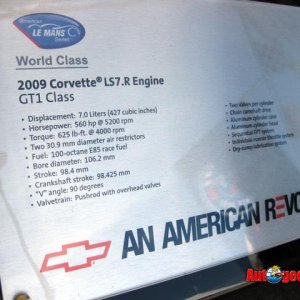 American
LE MANS
Series
World Class
2009 Corvette® LS7.R Engine
GT1 Class
• Displacement: 7.0 Liters (427 cubic inches)
• Horsepower: 560 hp @ 5200 rpm
• Torque: 625 lb-ft. @ 4000 rpm
• Two 30.9 mm diameter air restrictors
• Fuel: 100-octane E85 race fuel
• Bore diameter: 106.2 mm
• Stroke: 98.4 mm
• Crankshaft stroke: 98.425 mm
• "V" angle: 90 degrees
• Valvetrain: Pushrod with overhead valves
• Two Valves per cylinder
• Chain camshaft drive
• Aluminum cylinder case
• Aluminum cylinder head
• Sequential EFI system
• Individual inverse throttle system
• Dry-sump lubrication system
AN AMERICAN REVO
Autogee